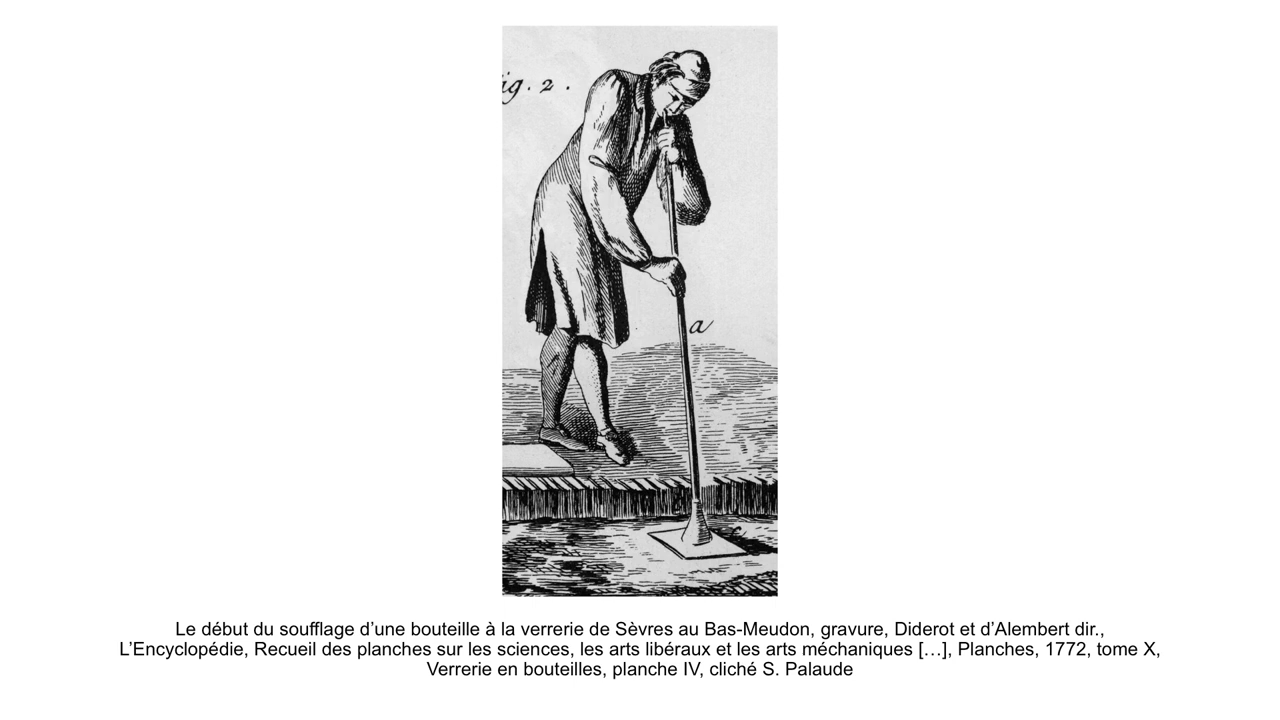 ig. 2.
a
Le début du soufflage d’une bouteille à la verrerie de Sèvres au Bas-Meudon, gravure, Diderot et d’Alembert dir.,
L’Encyclopédie, Recueil des planches sur les sciences, les arts libéraux et les arts méchaniques […], Planches, 1772, tome X,
Verrerie en bouteilles, planche IV, cliché S. Palaude